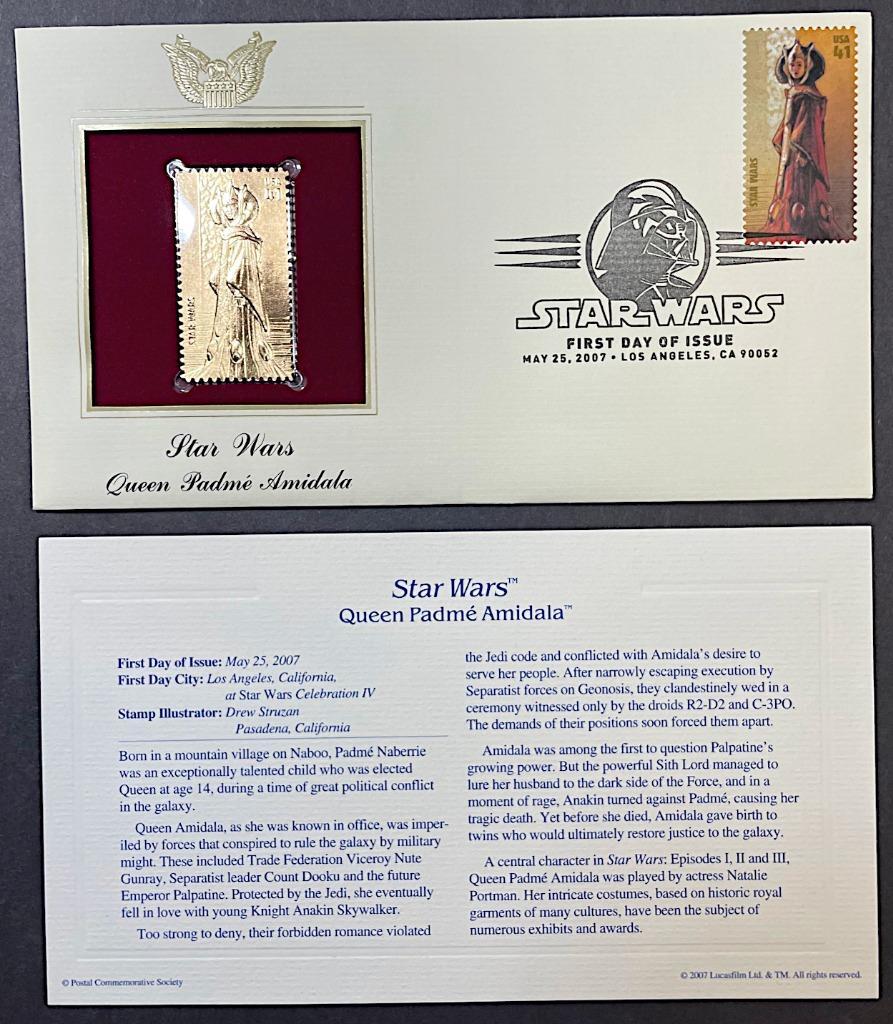 USA
41
STAR WARS
USA
41
STAR WARS
STAR WARS
FIRST DAY OF ISSUE
MAY 25, 2007 • LOS ANGELES, CA 90052
Star Wars
Queen Padmé Amidala
Star Wars™
Queen Padmé Amidala™
First Day of Issue: May 25, 2007
First Day City: Los Angeles, California,
at Star Wars Celebration IV
Stamp Illustrator: Drew Struzan
Pasadena, California
Born in a mountain village on Naboo, Padmé Naberrie
was an exceptionally talented child who was elected
Queen at age 14, during a time of great political conflict
in the galaxy.
Queen Amidala, as she was known in office, was imper-
iled by forces that conspired to rule the galaxy by military
might. These included Trade Federation Viceroy Nute
Gunray, Separatist leader Count Dooku and the future
Emperor Palpatine. Protected by the Jedi, she eventually
fell in love with young Knight Anakin Skywalker.
Too strong to deny, their forbidden romance violated
the Jedi code and conflicted with Amidala's desire to
serve her people. After narrowly escaping execution by
Separatist forces on Geonosis, they clandestinely wed in a
ceremony witnessed only by the droids R2-D2 and C-3PO.
The demands of their positions soon forced them apart.
Amidala was among the first to question Palpatine's
growing power. But the powerful Sith Lord managed to
lure her husband to the dark side of the Force, and in a
moment of rage, Anakin turned against Padmé, causing her
tragic death. Yet before she died, Amidala gave birth to
twins who would ultimately restore justice to the galaxy.
A central character in Star Wars: Episodes I, II and III,
Queen Padmé Amidala was played by actress Natalie
Portman. Her intricate costumes, based on historic royal
garments of many cultures, have been the subject of
numerous exhibits and awards.
© Postal Commemorative Society
© 2007 Lucasfilm Ltd. & TM. All rights reserved.